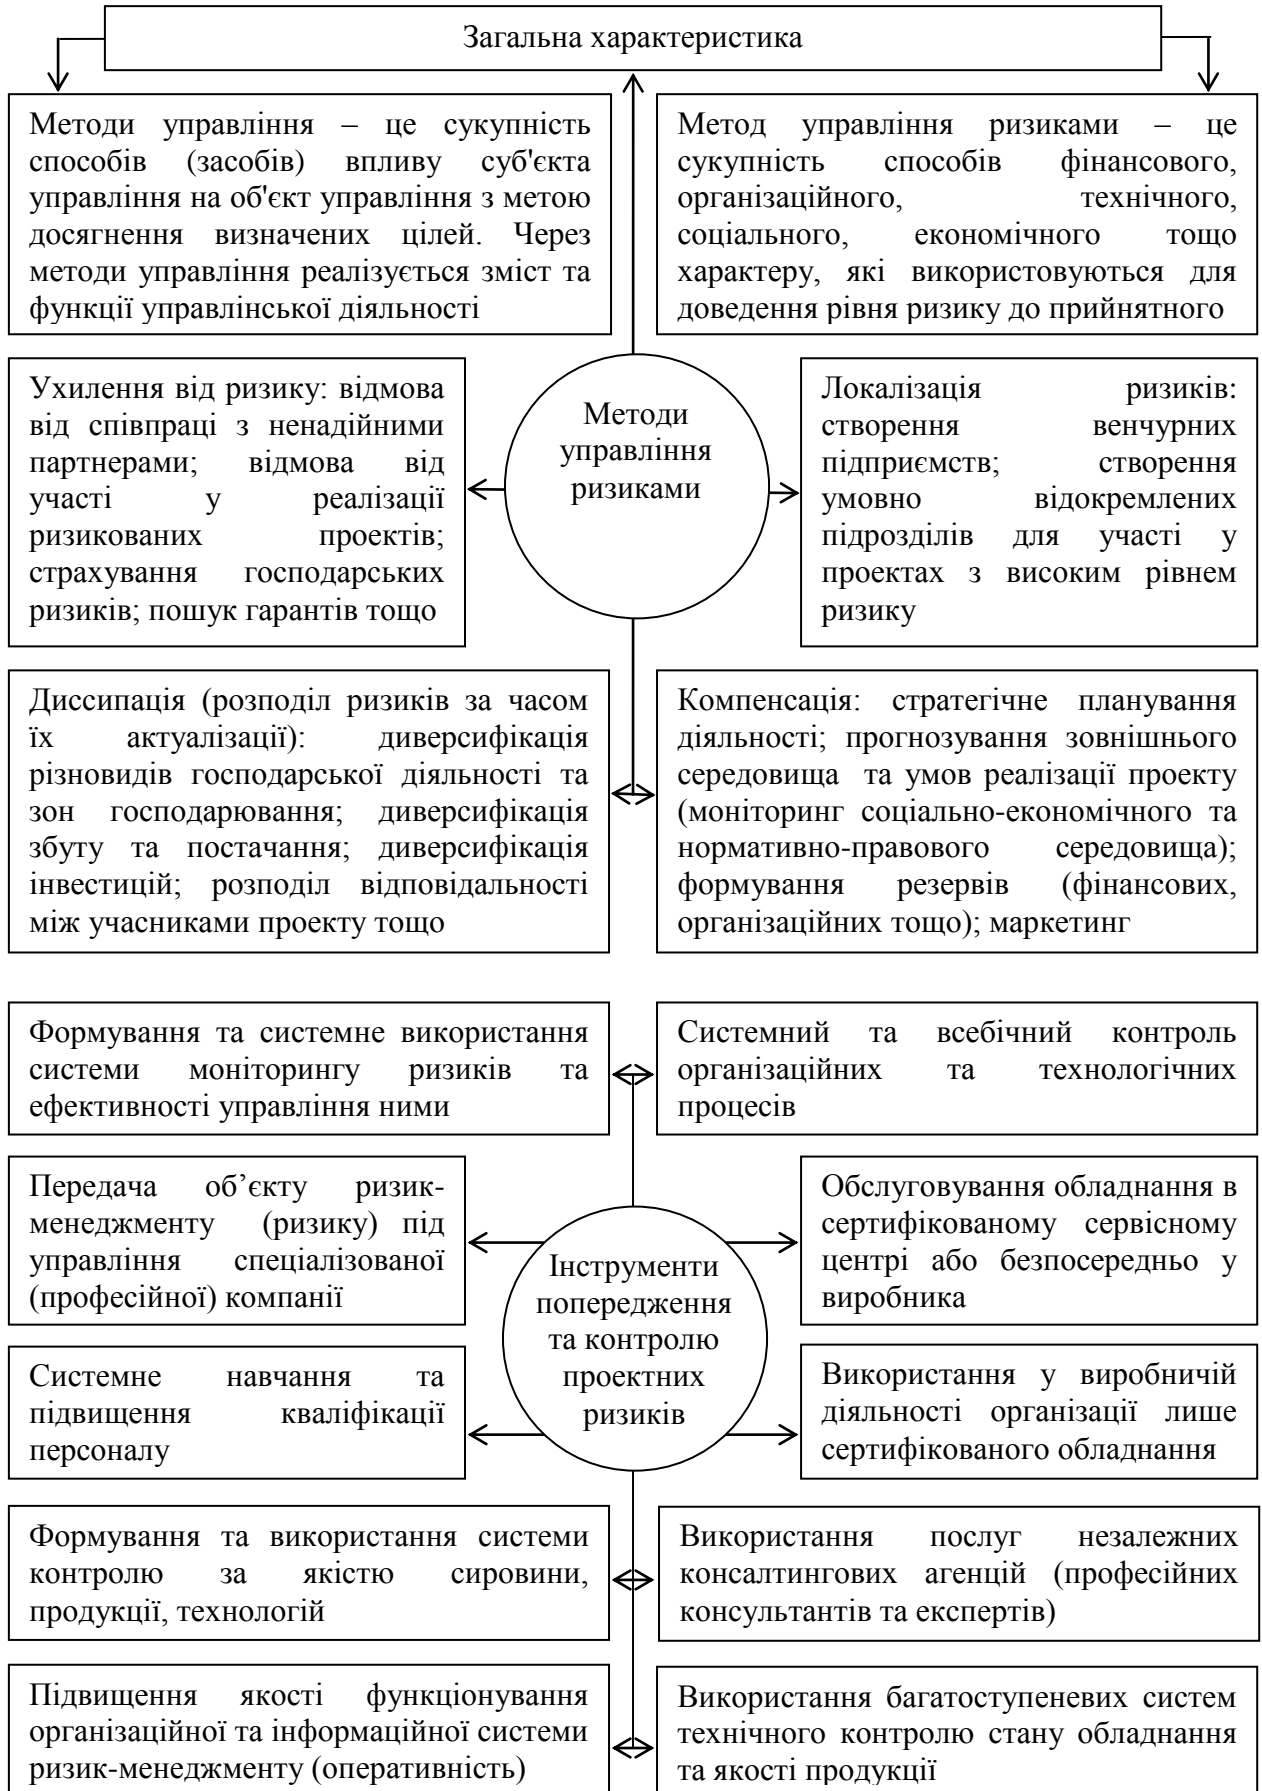 Загальна характеристика
Методи управління – це сукупність
способів (засобів) впливу суб'єкта
управління на об'єкт управління з метою
досягнення визначених цілей. Через
методи управління реалізується зміст та
функції управлінської діяльності
Метод управління ризиками – це
сукупність способів фінансового,
організаційного, технічного,
соціального, економічного тощо
характеру, які використовуються для
доведення рівня ризику до прийнятного
Ухилення від ризику: відмова
від співпраці з ненадійними
партнерами; відмова від
участі у реалізації
ризикованих проектів;
страхування господарських
ризиків; пошук гарантів тощо
Методи
управління
ризиками
Локалізація ризиків:
створення венчурних
підприємств; створення
умовно відокремлених
підрозділів для участі у
проектах з високим рівнем
ризику
Диссипація (розподіл ризиків за часом
їх актуалізації): диверсифікація
різновидів господарської діяльності та
зон господарювання; диверсифікація
збуту та постачання; диверсифікація
інвестицій; розподіл відповідальності
між учасниками проекту тощо
Компенсація: стратегічне планування
діяльності; прогнозування зовнішнього
середовища та умов реалізації проекту
(моніторинг соціально-економічного та
нормативно-правового середовища);
формування резервів (фінансових,
організаційних тощо); маркетинг
Формування та системне використання
системи моніторингу ризиків та
ефективності управління ними
Системний та всебічний контроль
організаційних та технологічних
процесів
Передача об’єкту ризик-
менеджменту (ризику) під
управління спеціалізованої
(професійної) компанії
Обслуговування обладнання в
сертифікованому сервісному
центрі або безпосередньо у
виробника
Інструменти
попередження
та контролю
проектних
ризиків
Системне навчання та
підвищення кваліфікації
персоналу
Використання у виробничій
діяльності організації лише
сертифікованого обладнання
Формування та використання системи
контролю за якістю сировини,
продукції, технологій
Використання послуг незалежних
консалтингових агенцій (професійних
консультантів та експертів)
Підвищення якості функціонування
організаційної та інформаційної системи
ризик-менеджменту (оперативність)
Використання багатоступеневих систем
технічного контролю стану обладнання
та якості продукції